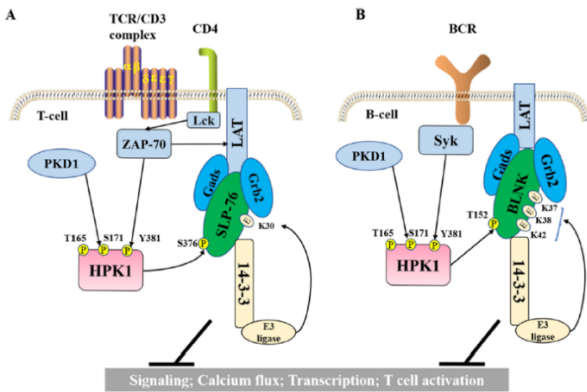 A
TCR/CD3
complex
CD4
αβ
δεεγ
T-cell
Lck
LAT
ZAP-70
PKD1
Gads
Grb2
SLP-76
E
K30
T165
S171
Y381
P
P
P
HPK1
S376
P
14-3-3
E3
ligase
B
BCR
B-cell
LAT
Syk
PKD1
Gads
Grb2
BLNK
E
K37
E
K38
E
K42
T152
P
T165
S171
Y381
P
P
P
HPK1
14-3-3
E3
ligase
Signaling; Calcium flux; Transcription; T cell activation